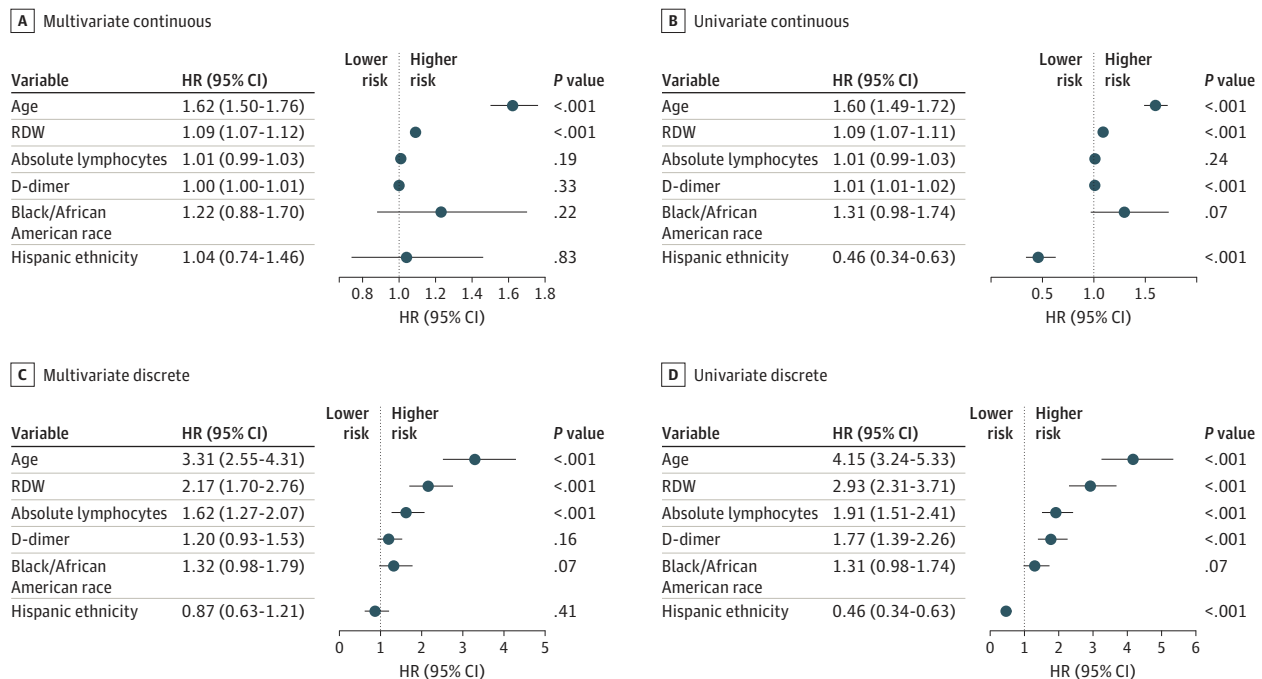 A Multivariate continuous
Lower Higher
Variable HR (95% CI) risk risk P value
Age 1.62 (1.50-1.76) <.001
RDW 1.09 (1.07-1.12) <.001
Absolute lymphocytes 1.01 (0.99-1.03) .19
D-dimer 1.00 (1.00-1.01) .33
Black/African 1.22 (0.88-1.70) .22
American race
Hispanic ethnicity 1.04 (0.74-1.46) .83
0.8 1.0 1.2 1.4 1.6 1.8
HR (95% CI)
B Univariate continuous
Lower Higher
Variable HR (95% CI) risk risk P value
Age 1.60 (1.49-1.72) <.001
RDW 1.09 (1.07-1.11) <.001
Absolute lymphocytes 1.01 (0.99-1.03) .24
D-dimer 1.01 (1.01-1.02) <.001
Black/African 1.31 (0.98-1.74) .07
American race
Hispanic ethnicity 0.46 (0.34-0.63) <.001
0.5 1.0 1.5
HR (95% CI)
C Multivariate discrete
Lower Higher
Variable HR (95% CI) risk risk P value
Age 3.31 (2.55-4.31) <.001
RDW 2.17 (1.70-2.76) <.001
Absolute lymphocytes 1.62 (1.27-2.07) <.001
D-dimer 1.20 (0.93-1.53) .16
Black/African 1.32 (0.98-1.79) .07
American race
Hispanic ethnicity 0.87 (0.63-1.21) .41
0 1 2 3 4 5
HR (95% CI)
D Univariate discrete
Lower Higher
Variable HR (95% CI) risk risk P value
Age 4.15 (3.24-5.33) <.001
RDW 2.93 (2.31-3.71) <.001
Absolute lymphocytes 1.91 (1.51-2.41) <.001
D-dimer 1.77 (1.39-2.26) <.001
Black/African 1.31 (0.98-1.74) .07
American race
Hispanic ethnicity 0.46 (0.34-0.63) <.001
0 1 2 3 4 5 6
HR (95% CI)